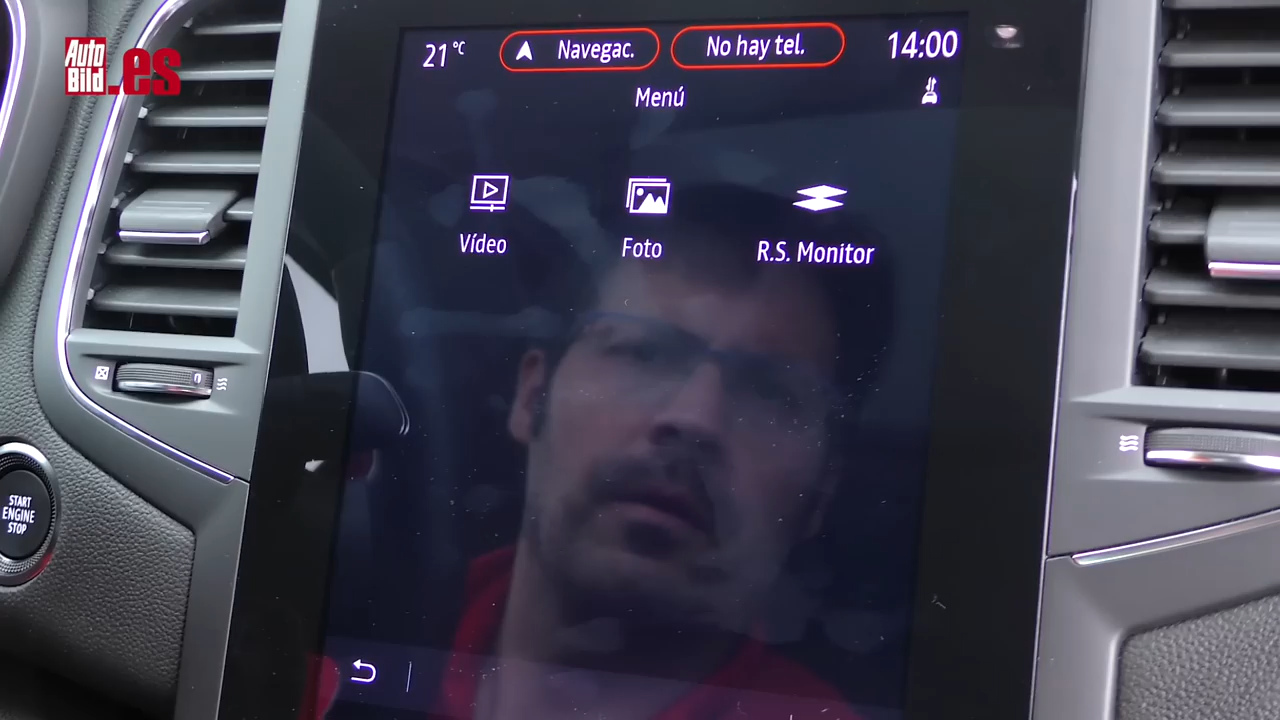 Auto
Bild
.es
21°C
Navegac.
No hay tel.
14:00
Menú
Vídeo
Foto
R.S. Monitor
START
ENGINE
STOP